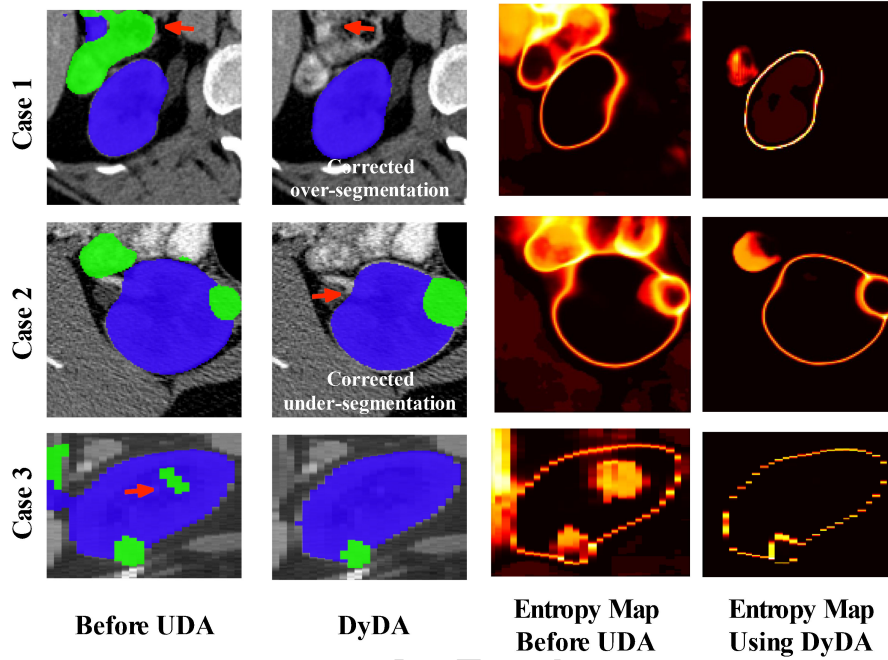 Case 1
Corrected
over-segmentation
Case 2
Corrected
under-segmentation
Case 3
Before UDA
DyDA
Entropy Map
Before UDA
Entropy Map
Using DyDA